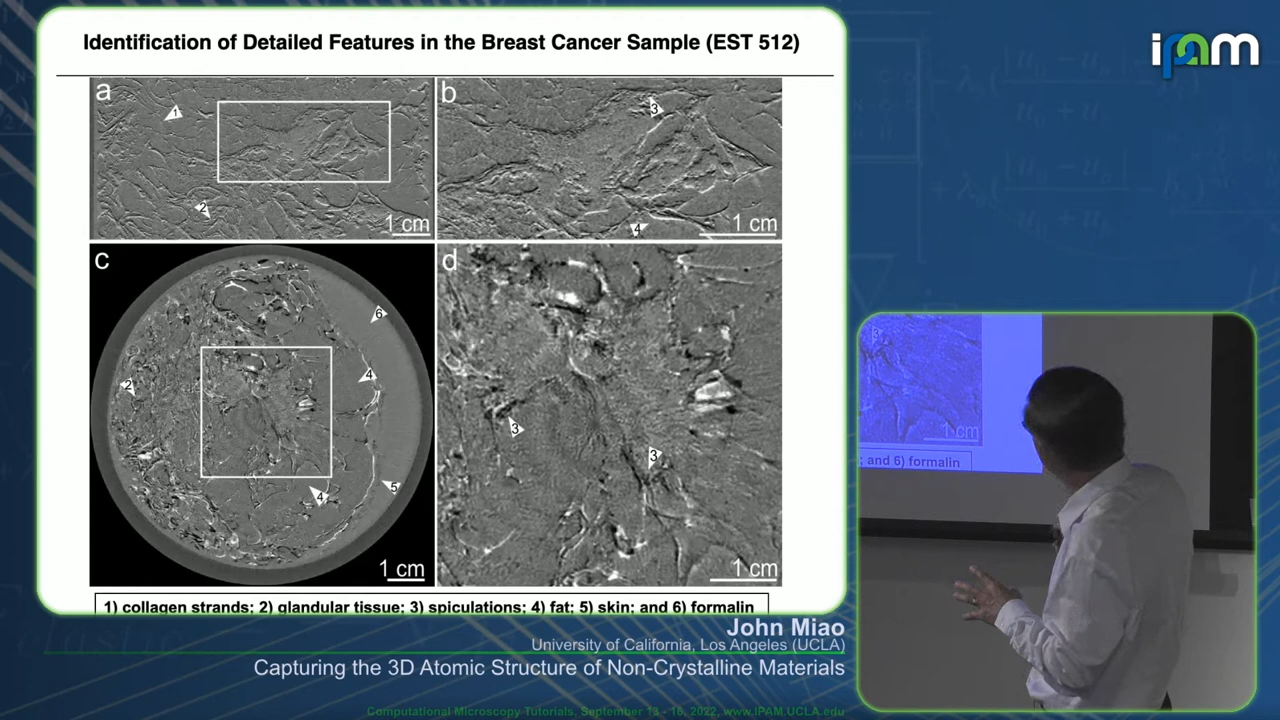 Identification of Detailed Features in the Breast Cancer Sample (EST 512)
ipam
a
1
2
1 cm
b
3
4
1 cm
c
6
2
4
4
5
1 cm
d
3
3
1 cm
1) collagen strands; 2) glandular tissue; 3) spiculations; 4) fat; 5) skin; and 6) formalin
3
1 cm
; and 6) formalin
John Miao
University of California, Los Angeles (UCLA)
Capturing the 3D Atomic Structure of Non-Crystalline Materials
Computational Microscopy Tutorials, September 13 - 16, 2022, www.IPAM.UCLA.edu